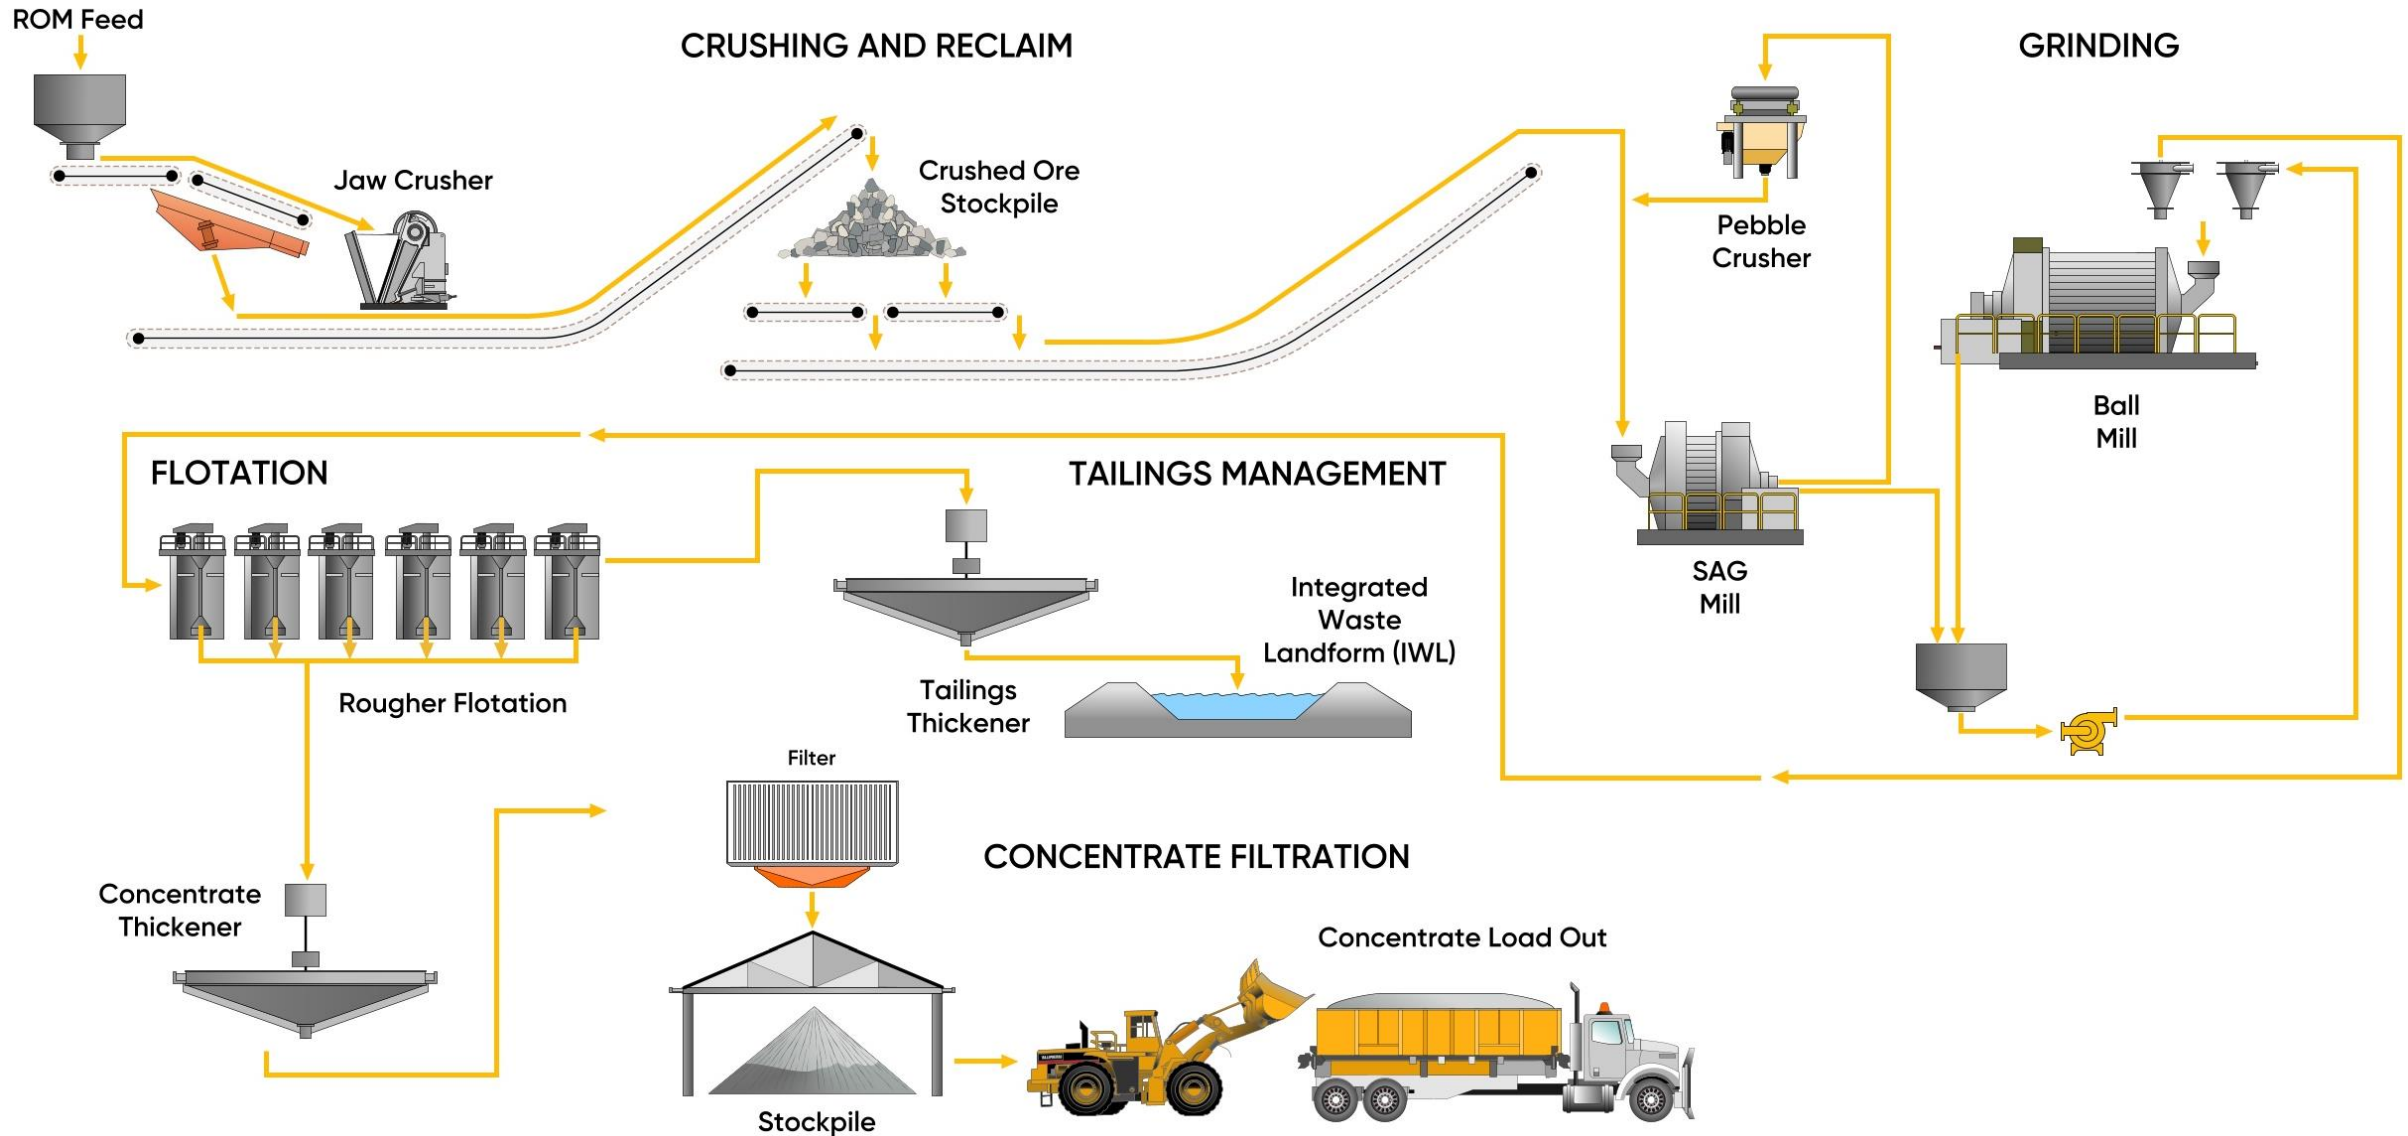 ROM Feed
CRUSHING AND RECLAIM
GRINDING
Jaw Crusher
Crushed Ore
Stockpile
Pebble
Crusher
Ball
Mill
FLOTATION
TAILINGS MANAGEMENT
SAG
Mill
Integrated
Waste
Landform (IWL)
Tailings
Thickener
Rougher Flotation
Filter
CONCENTRATE FILTRATION
Concentrate
Thickener
Concentrate Load Out
Stockpile